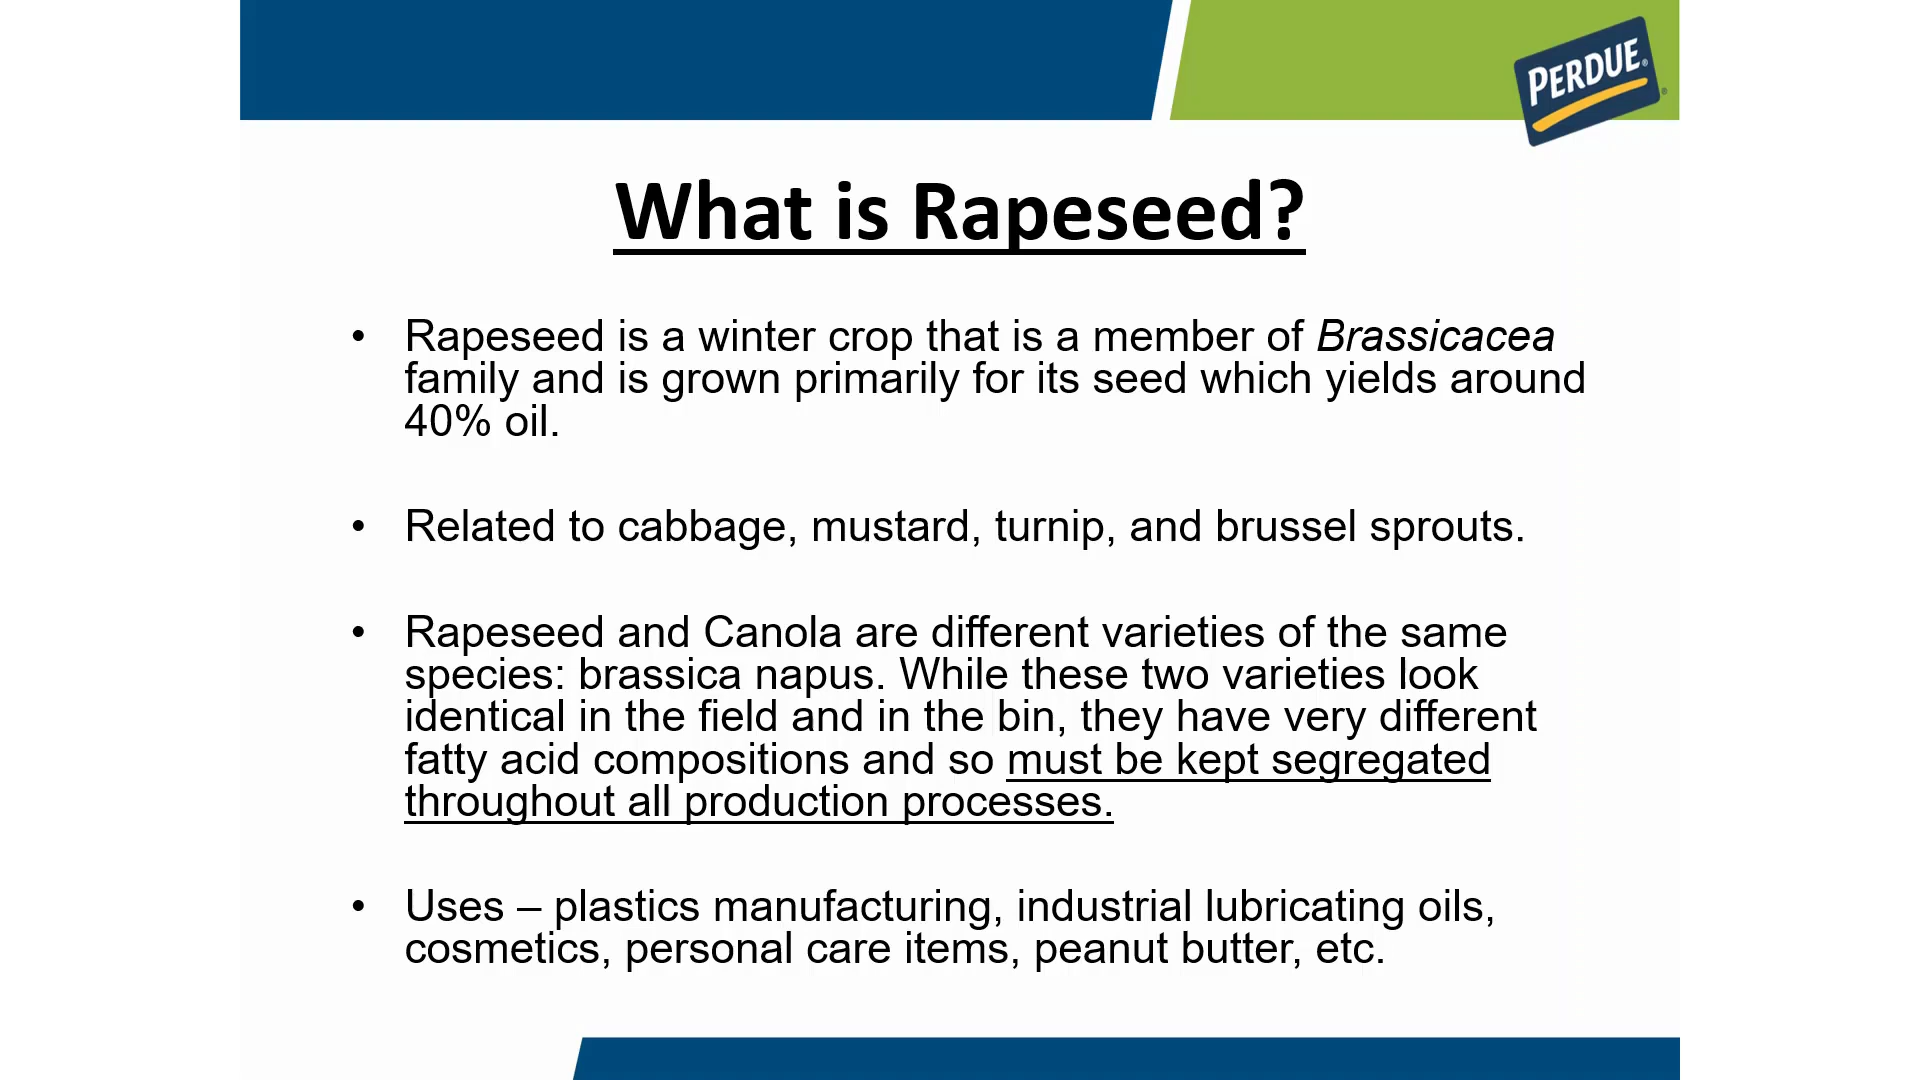 PERDUE®
What is Rapeseed?
• Rapeseed is a winter crop that is a member of Brassicacea
family and is grown primarily for its seed which yields around
40% oil.
• Related to cabbage, mustard, turnip, and brussel sprouts.
• Rapeseed and Canola are different varieties of the same
species: brassica napus. While these two varieties look
identical in the field and in the bin, they have very different
fatty acid compositions and so must be kept segregated
throughout all production processes.
• Uses – plastics manufacturing, industrial lubricating oils,
cosmetics, personal care items, peanut butter, etc.